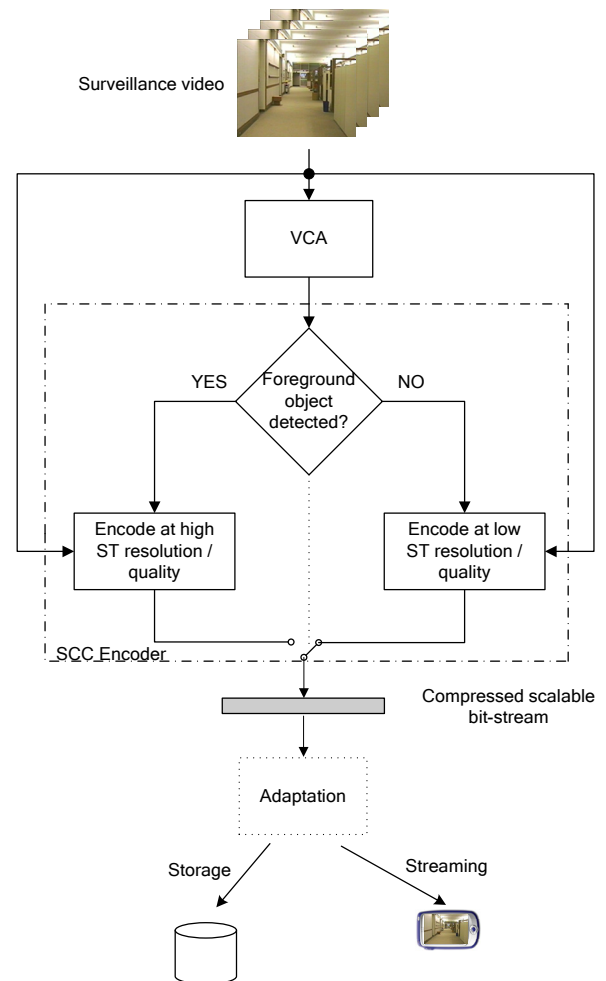 Surveillance video
VCA
YES
Foreground
object
detected?
NO
Encode at high
ST resolution /
quality
Encode at low
ST resolution /
quality
SCC Encoder
Compressed scalable
bit-stream
Adaptation
Storage
Streaming